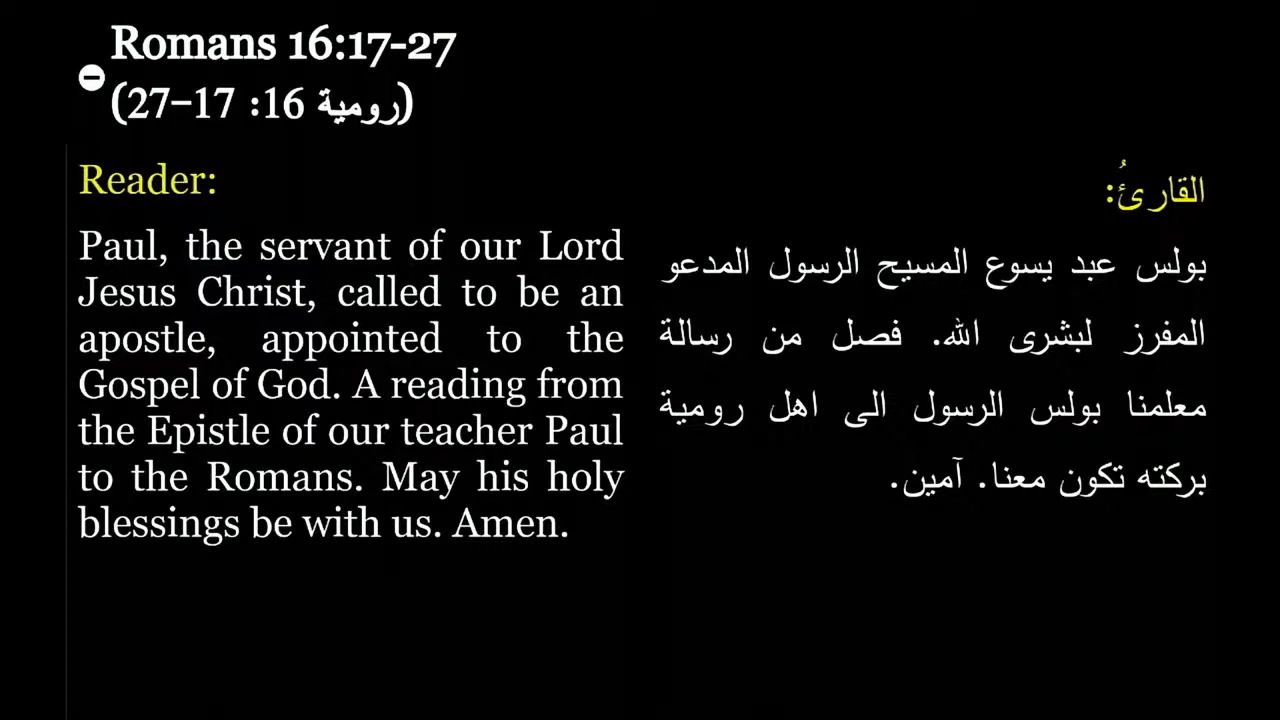 Romans 16:17-27
(رومية 16: 17–27)
Reader:
Paul, the servant of our Lord
Jesus Christ, called to be an
apostle, appointed to the
Gospel of God. A reading from
the Epistle of our teacher Paul
to the Romans. May his holy
blessings be with us. Amen.
القارئُ:
بولس عبد يسوع المسيح الرسول المدعو
المفرز لبشرى الله. فصل من رسالة
معلمنا بولس الرسول الى اهل رومية
بركته تكون معنا. آمين.